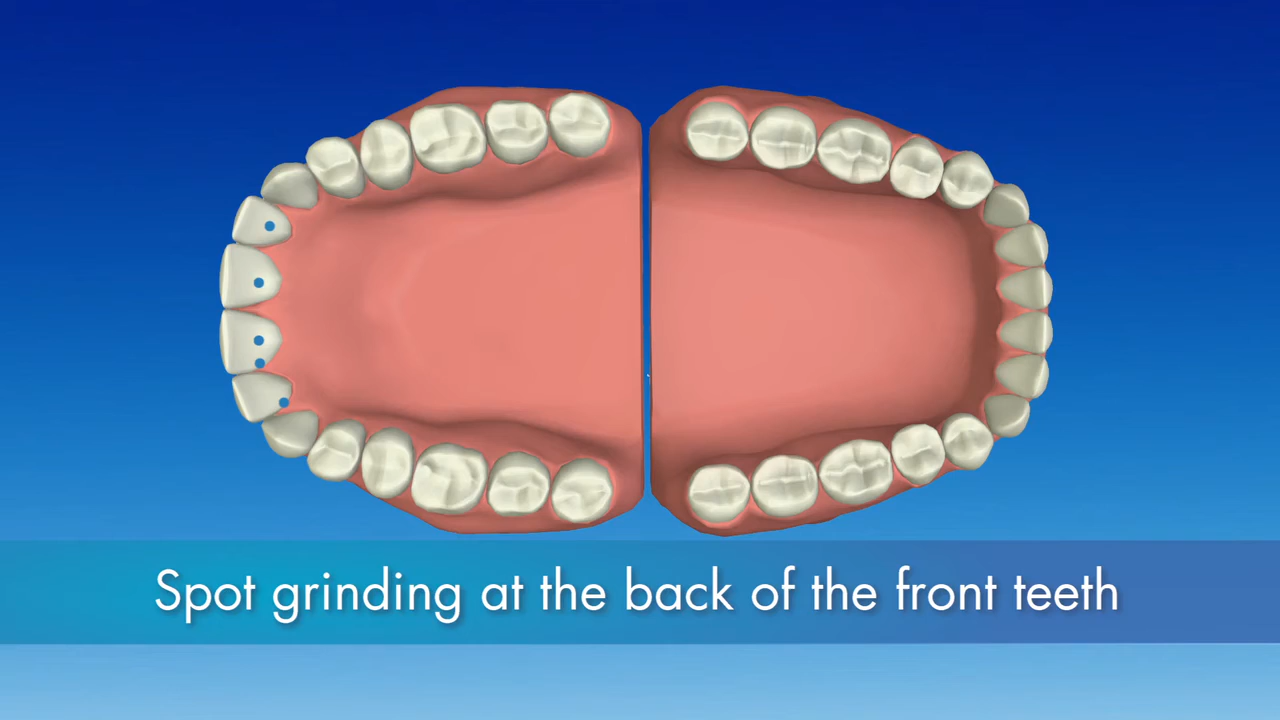 Spot grinding at the back of the front teeth